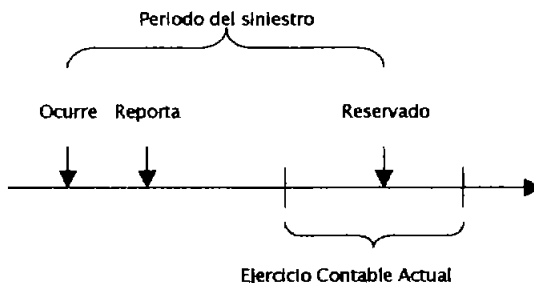 Periodo del siniestro
Ocurre Reporta Reservado
Ejercicio Contable Actual